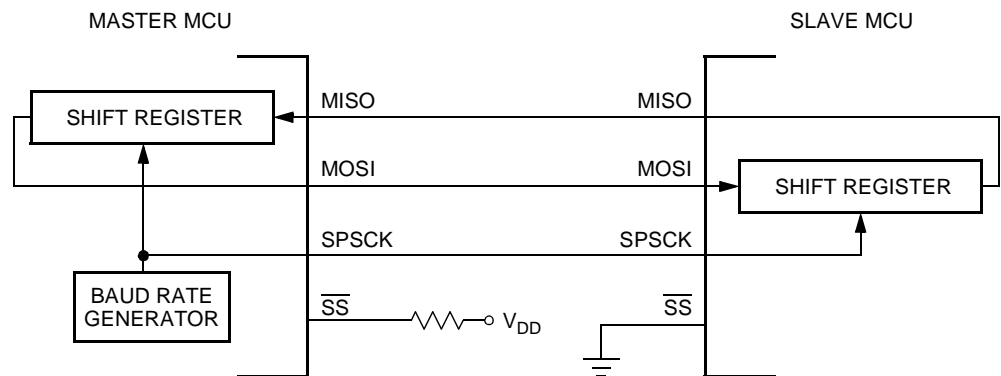 MASTER MCU
SLAVE MCU
SHIFT REGISTER
MISO
MISO
MOSI
MOSI
SHIFT REGISTER
SPSCK
SPSCK
BAUD RATE
GENERATOR
SS
VDD
SS